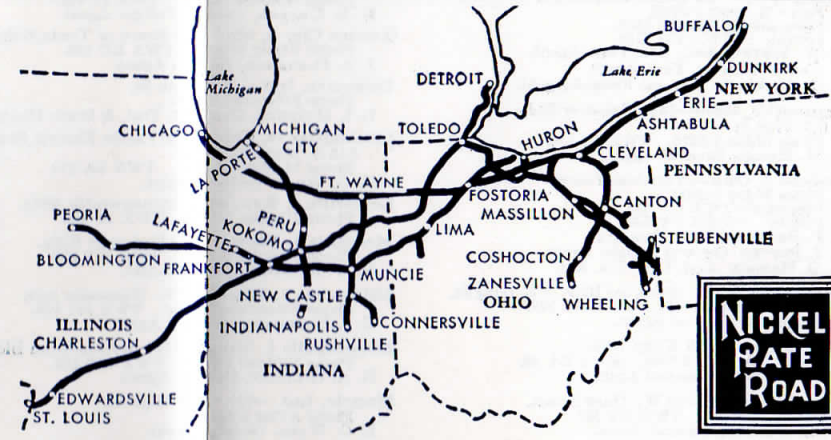 BUFFALO
DUNKIRK
Lake Erie
NEW YORK
ERIE
Lake
Michigan
DETROIT
ASHTABULA
CHICAGO
MICHIGAN
CITY
TOLEDO
HURON
CLEVELAND
LA PORTE
PENNSYLVANIA
FT. WAYNE
FOSTORIA
CANTON
MASSILLON
PEORIA
LAFAYETTE
PERU
KOKOMO
LIMA
STEUBENVILLE
BLOOMINGTON
FRANKFORT
MUNCIE
COSHOCTON
ZANESVILLE
OHIO
WHEELING
NEW CASTLE
INDIANAPOLIS
CONNERSVILLE
RUSHVILLE
ILLINOIS
CHARLESTON
INDIANA
EDWARDSVILLE
ST. LOUIS
NICKEL
PLATE
ROAD